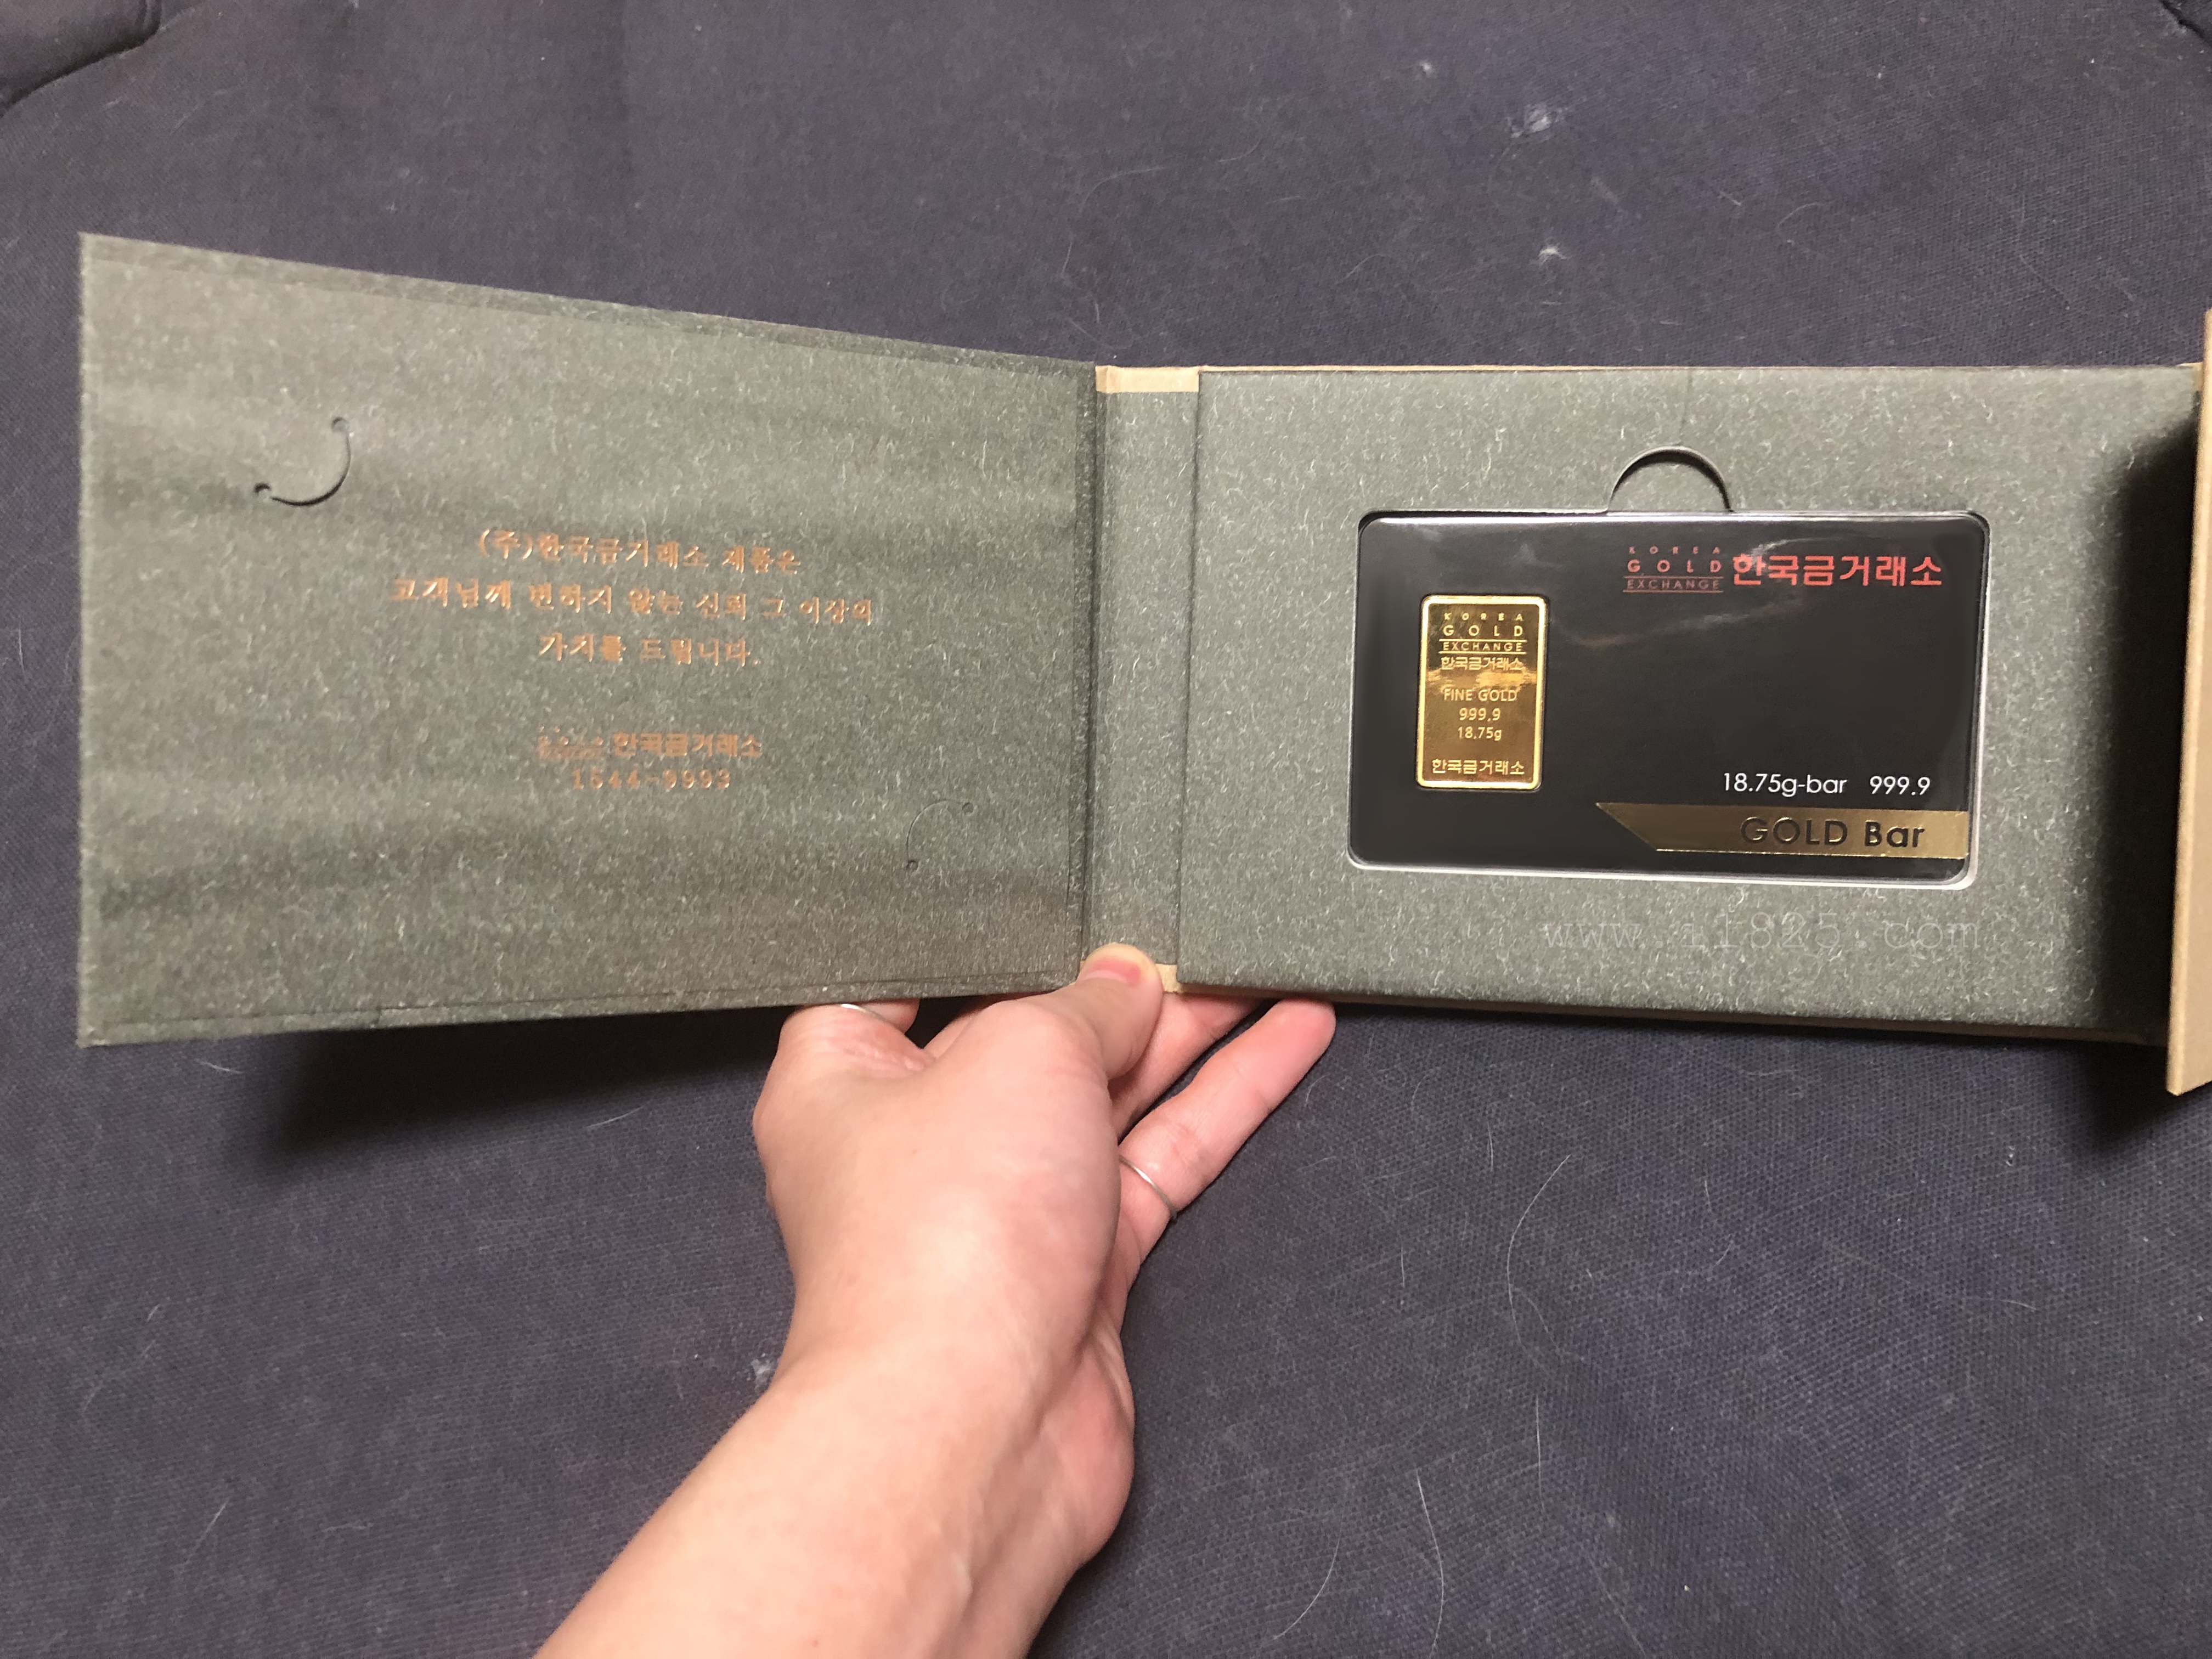 (주)한국금거래소 제품은
고객님께 변하지 않는 신뢰 그 이상의
가치를 드립니다.
한국금거래소
1544-9993
KOREA
GOLD
EXCHANGE
한국금거래소
KOREA
GOLD
EXCHANGE
한국금거래소
FINE GOLD
999.9
18.75g
한국금거래소
18.75g-bar 999.9
GOLD Bar